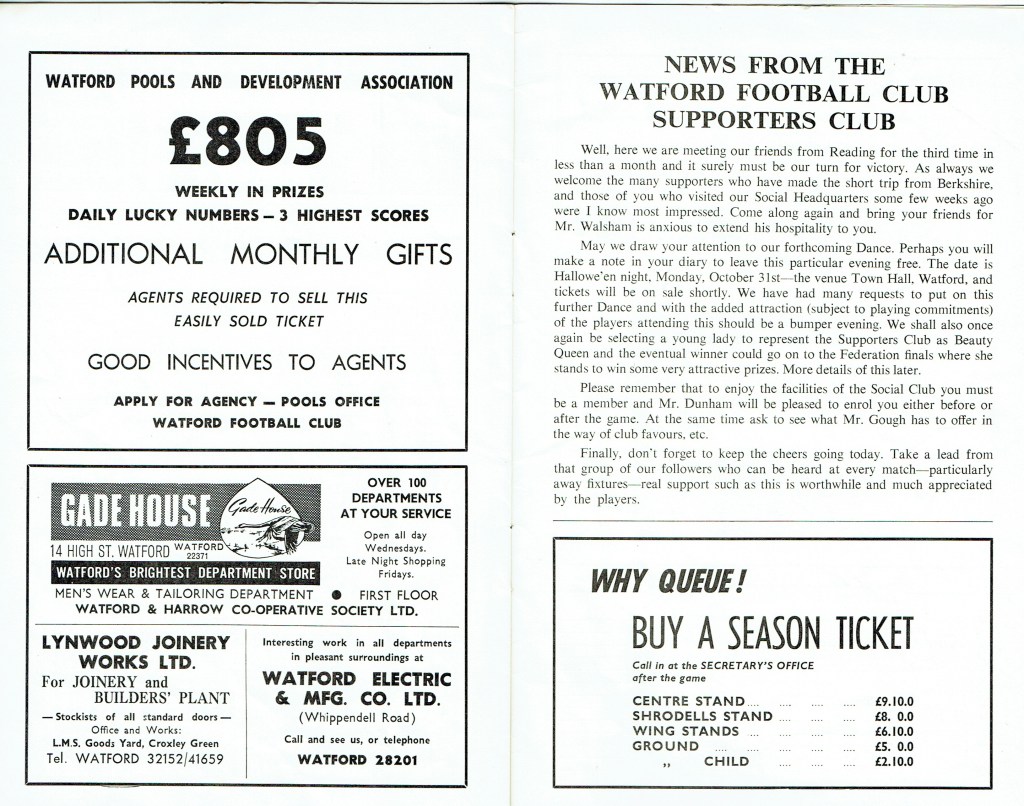 WATFORD POOLS AND DEVELOPMENT ASSOCIATION
£805
WEEKLY IN PRIZES
DAILY LUCKY NUMBERS — 3 HIGHEST SCORES
ADDITIONAL MONTHLY GIFTS
AGENTS REQUIRED TO SELL THIS
EASILY SOLD TICKET
GOOD INCENTIVES TO AGENTS
APPLY FOR AGENCY — POOLS OFFICE
WATFORD FOOTBALL CLUB
GADE HOUSE
Gade House
14 HIGH ST. WATFORD WATFORD 22371
WATFORD'S BRIGHTEST DEPARTMENT STORE
OVER 100
DEPARTMENTS
AT YOUR SERVICE
Open all day
Wednesdays.
Late Night Shopping
Fridays.
MEN'S WEAR & TAILORING DEPARTMENT ● FIRST FLOOR
WATFORD & HARROW CO-OPERATIVE SOCIETY LTD.
LYNWOOD JOINERY
WORKS LTD.
For JOINERY and
BUILDERS' PLANT
— Stockists of all standard doors —
Office and Works:
L.M.S. Goods Yard, Croxley Green
Tel. WATFORD 32152/41659
Interesting work in all departments
in pleasant surroundings at
WATFORD ELECTRIC
& MFG. CO. LTD.
(Whippendell Road)
Call and see us, or telephone
WATFORD 28201
NEWS FROM THE
WATFORD FOOTBALL CLUB
SUPPORTERS CLUB
Well, here we are meeting our friends from Reading for the third time in
less than a month and it surely must be our turn for victory. As always we
welcome the many supporters who have made the short trip from Berkshire,
and those of you who visited our Social Headquarters some few weeks ago
were I know most impressed. Come along again and bring your friends for
Mr. Walsham is anxious to extend his hospitality to you.
May we draw your attention to our forthcoming Dance. Perhaps you will
make a note in your diary to leave this particular evening free. The date is
Hallowe'en night, Monday, October 31st—the venue Town Hall, Watford, and
tickets will be on sale shortly. We have had many requests to put on this
further Dance and with the added attraction (subject to playing commitments)
of the players attending this should be a bumper evening. We shall also once
again be selecting a young lady to represent the Supporters Club as Beauty
Queen and the eventual winner could go on to the Federation finals where she
stands to win some very attractive prizes. More details of this later.
Please remember that to enjoy the facilities of the Social Club you must
be a member and Mr. Dunham will be pleased to enrol you either before or
after the game. At the same time ask to see what Mr. Gough has to offer in
the way of club favours, etc.
Finally, don't forget to keep the cheers going today. Take a lead from
that group of our followers who can be heard at every match—particularly
away fixtures—real support such as this is worthwhile and much appreciated
by the players.
WHY QUEUE!
BUY A SEASON TICKET
Call in at the SECRETARY'S OFFICE
after the game
CENTRE STAND .... .... .... .... £9.10.0
SHRODELLS STAND .... .... .... £8. 0.0
WING STANDS ... .... .... .... £6.10.0
GROUND .... .... .... .... £5. 0.0
„ CHILD .... .... .... £2.10.0